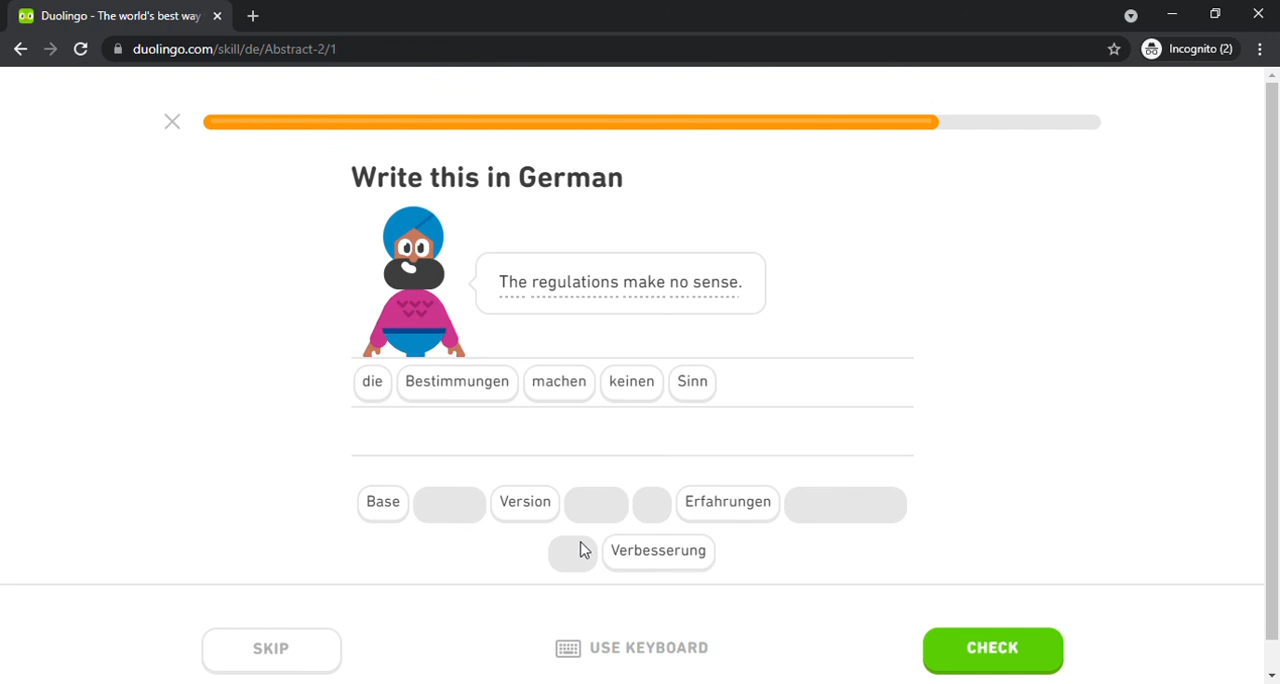 Duolingo - The world's best way
duolingo.com/skill/de/Abstract-2/1
Incognito (2)
Write this in German
The regulations make no sense.
die Bestimmungen machen keinen Sinn
Base Version Erfahrungen
Verbesserung
SKIP USE KEYBOARD CHECK